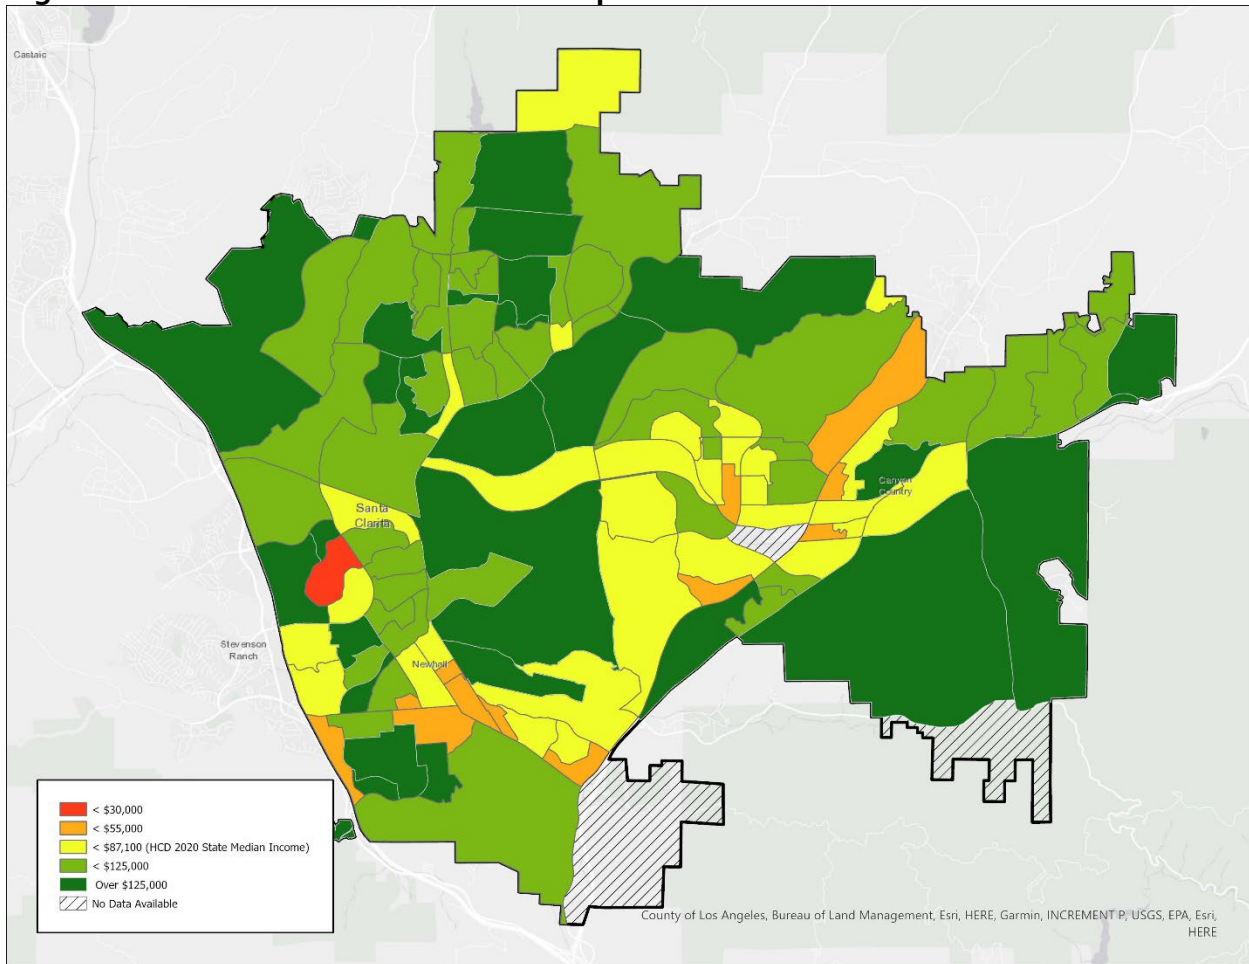 Castaic
Santa
Clarita
Canyon
Country
Stevenson
Ranch
Newhall
< $30,000
< $55,000
< $87,100 (HCD 2020 State Median Income)
< $125,000
Over $125,000
No Data Available
County of Los Angeles, Bureau of Land Management, Esri, HERE, Garmin, INCREMENT P, USGS, EPA, Esri,
HERE